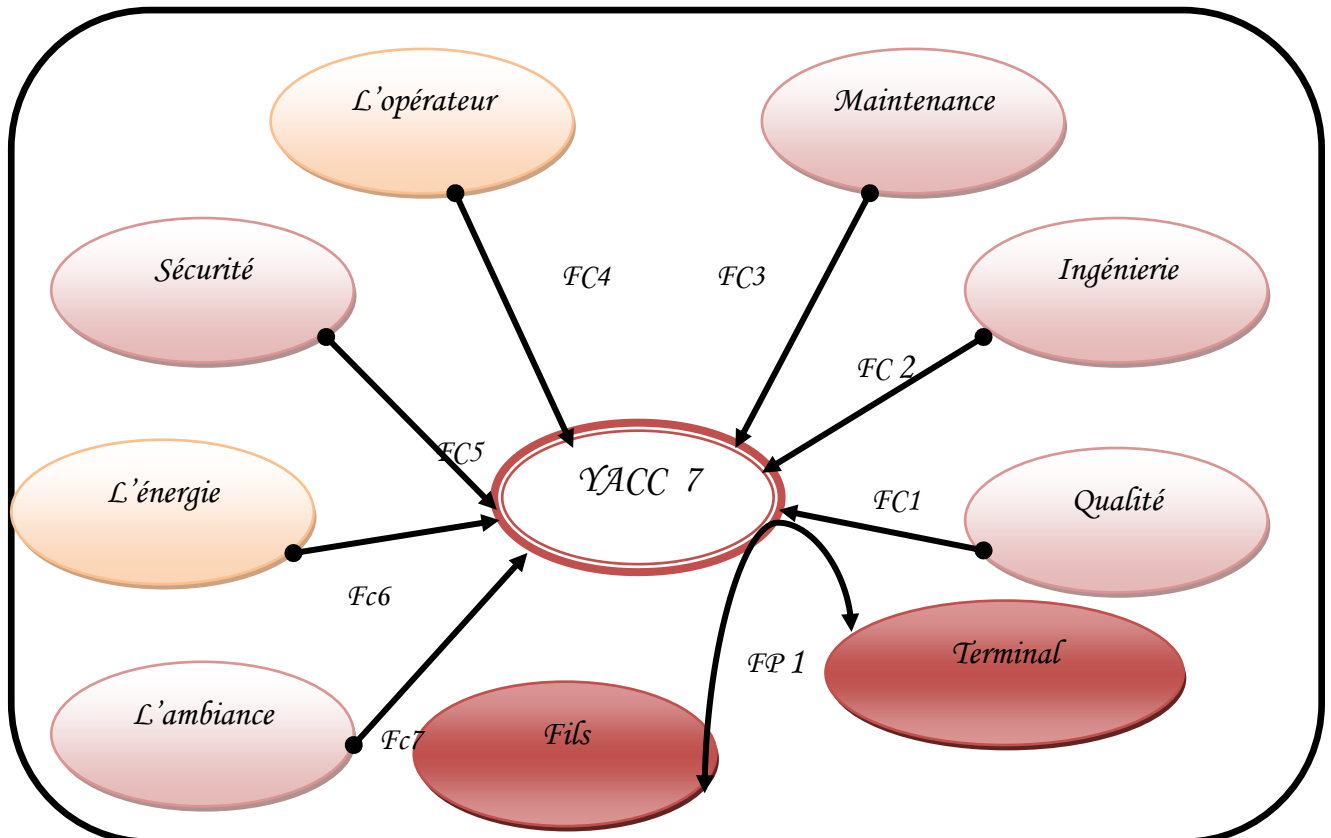 L'opérateur
Maintenance
Sécurité
Ingénierie
FC4
FC3
FC 2
FC5
YACC 7
L'énergie
FC1
Qualité
Fc6
Terminal
FP 1
L'ambiance
Fc7
Fils